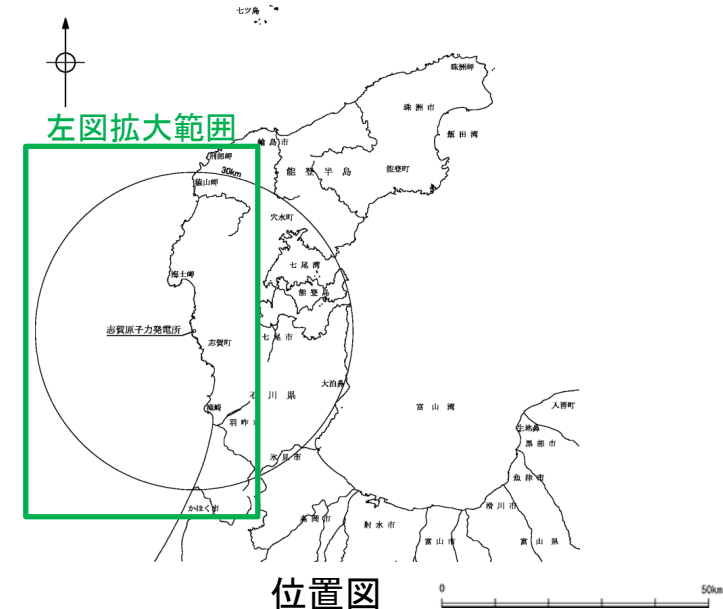 七ツ島
珠洲岬
珠洲市
左図拡大範囲
飯田湾
輪島市
刑部岬
能登半島
能登町
30km
猿山岬
穴水町
七尾湾
海士岬
能登島
志賀原子力発電所
七尾市
志賀町
大泊鼻
石川県
滝崎
富山湾
入善町
羽咋市
生地鼻
黒部市
氷見市
魚津市
かほく市
滑川市
高岡市
射水市
富山市
富山県
位置図
0
50km